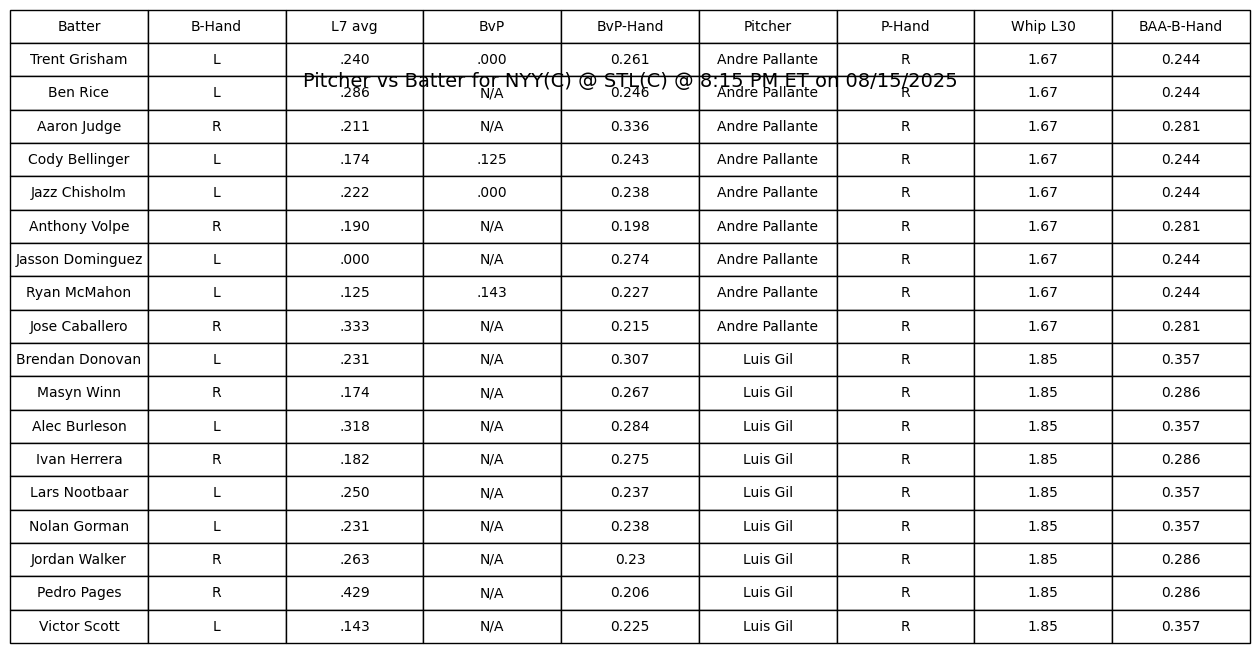 Batter B-Hand L7 avg BvP BvP-Hand Pitcher P-Hand Whip L30 BAA-B-Hand
Trent Grisham L .240 .000 0.261 Andre Pallante R 1.67 0.244
Pitcher vs Batter for NYY(C) @ STL(C) @ 8:15 PM ET on 08/15/2025
Ben Rice L .286 N/A 0.246 Andre Pallante R 1.67 0.244
Aaron Judge R .211 N/A 0.336 Andre Pallante R 1.67 0.281
Cody Bellinger L .174 .125 0.243 Andre Pallante R 1.67 0.244
Jazz Chisholm L .222 .000 0.238 Andre Pallante R 1.67 0.244
Anthony Volpe R .190 N/A 0.198 Andre Pallante R 1.67 0.281
Jasson Dominguez L .000 N/A 0.274 Andre Pallante R 1.67 0.244
Ryan McMahon L .125 .143 0.227 Andre Pallante R 1.67 0.244
Jose Caballero R .333 N/A 0.215 Andre Pallante R 1.67 0.281
Brendan Donovan L .231 N/A 0.307 Luis Gil R 1.85 0.357
Masyn Winn R .174 N/A 0.267 Luis Gil R 1.85 0.286
Alec Burleson L .318 N/A 0.284 Luis Gil R 1.85 0.357
Ivan Herrera R .182 N/A 0.275 Luis Gil R 1.85 0.286
Lars Nootbaar L .250 N/A 0.237 Luis Gil R 1.85 0.357
Nolan Gorman L .231 N/A 0.238 Luis Gil R 1.85 0.357
Jordan Walker R .263 N/A 0.23 Luis Gil R 1.85 0.286
Pedro Pages R .429 N/A 0.206 Luis Gil R 1.85 0.286
Victor Scott L .143 N/A 0.225 Luis Gil R 1.85 0.357